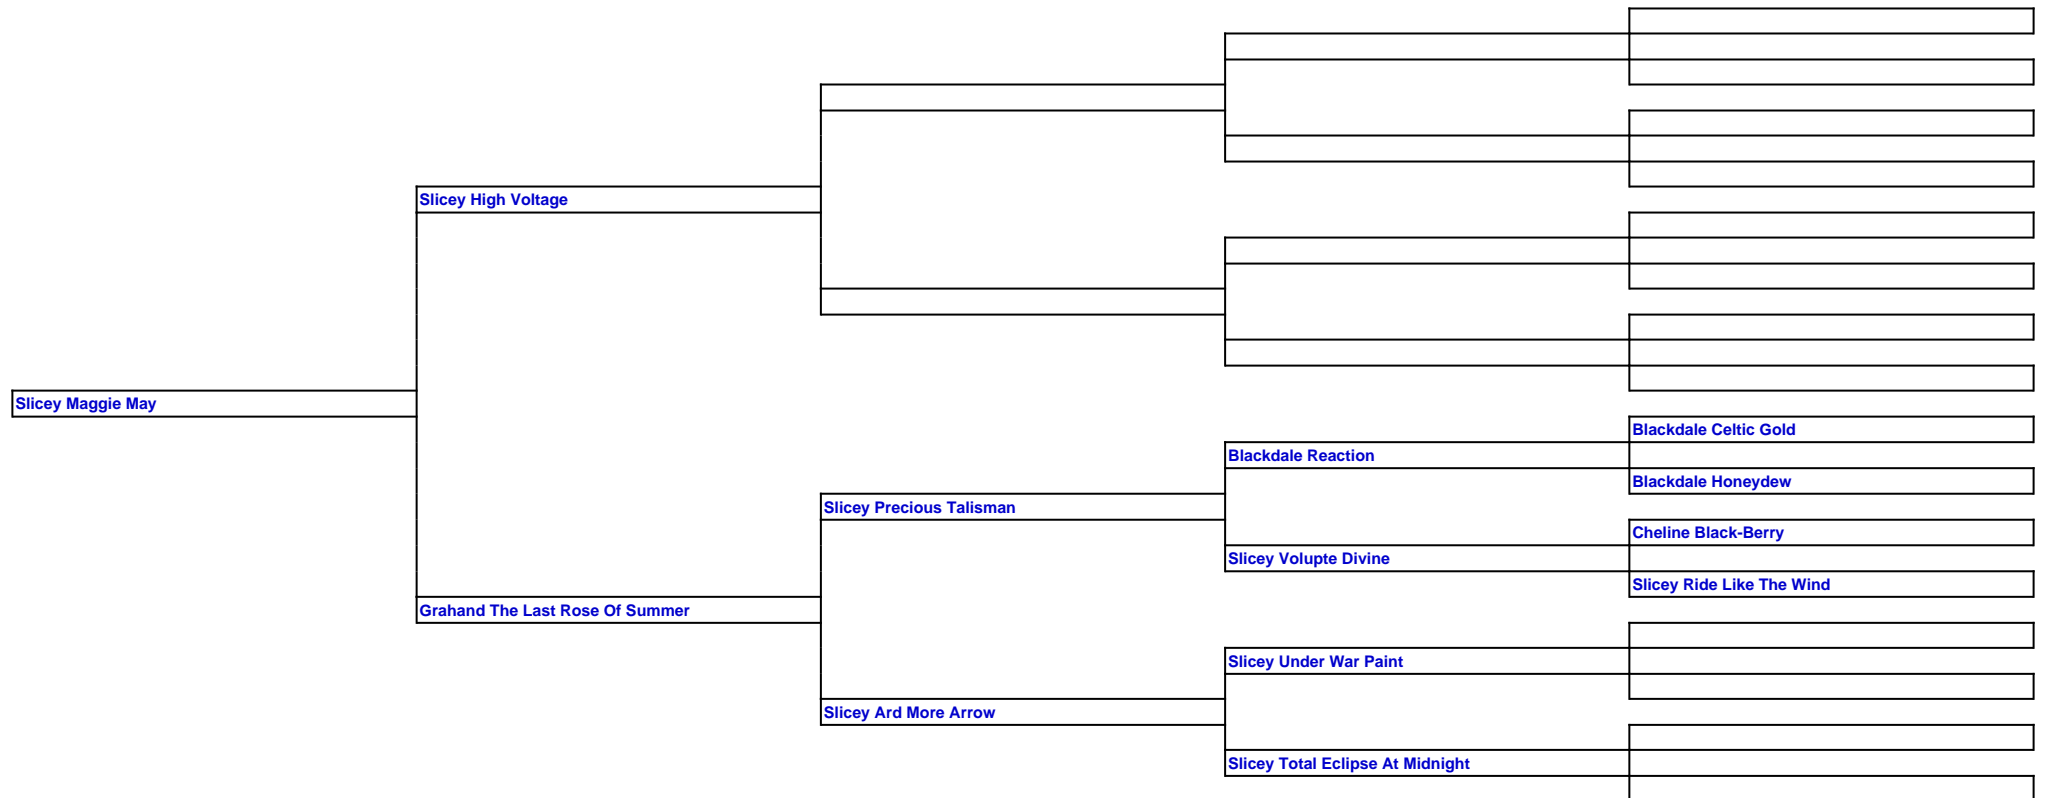 Slicey High Voltage
Slicey Maggie May
Blackdale Celtic Gold
Blackdale Reaction
Blackdale Honeydew
Slicey Precious Talisman
Cheline Black-Berry
Slicey Volupte Divine
Slicey Ride Like The Wind
Grahand The Last Rose Of Summer
Slicey Under War Paint
Slicey Ard More Arrow
Slicey Total Eclipse At Midnight